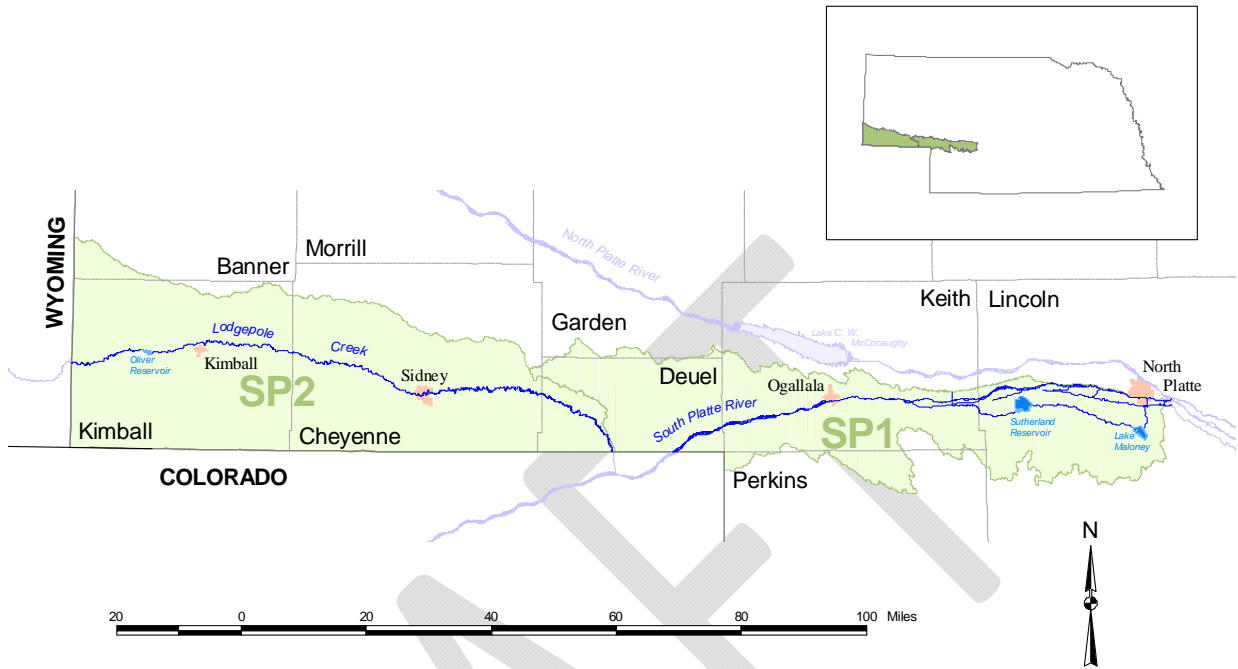 WYOMING
Banner
Morrill
North Platte River
Garden
Keith
Lincoln
Lake C. W.
McConaughy
Lodgepole
Creek
Oliver
Reservoir
Kimball
Sidney
SP2
Deuel
Ogallala
North
Platte
South Platte River
SP1
Sutherland
Reservoir
Lake
Maloney
Kimball
Cheyenne
COLORADO
Perkins
N
20 0 20 40 60 80 100 Miles